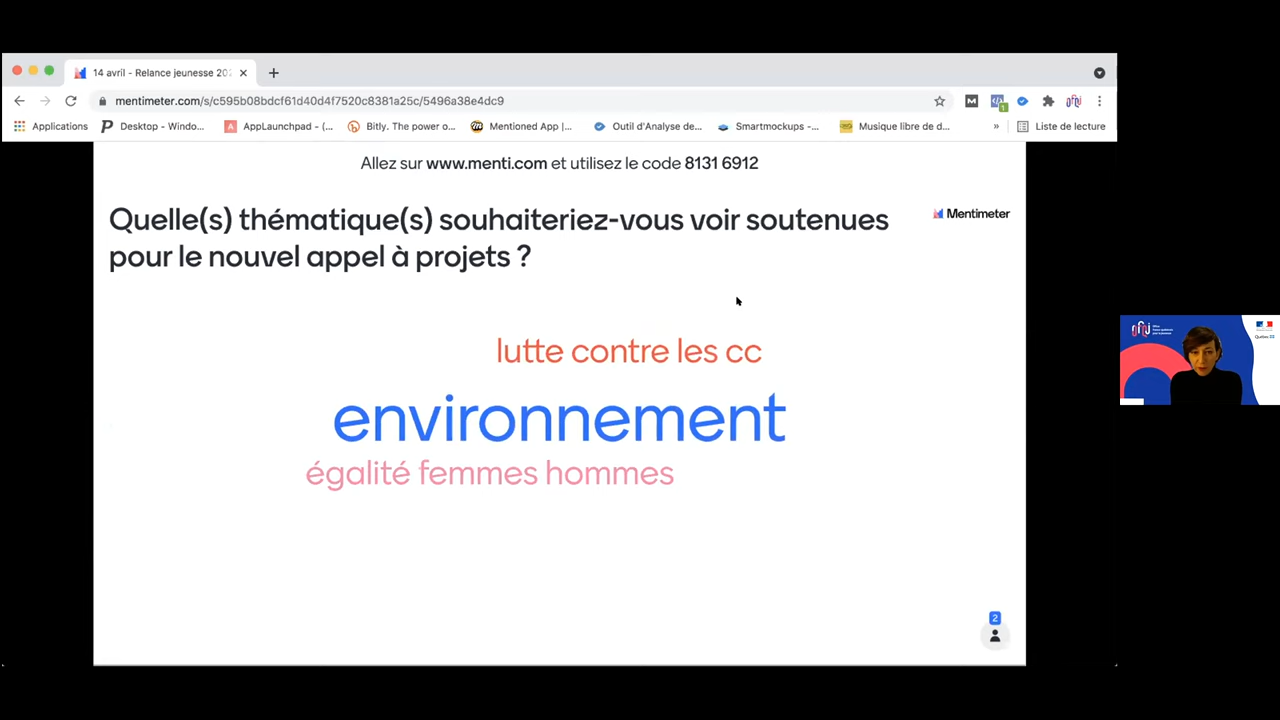 14 avril - Relance jeunesse 202
mentimeter.com/s/c595b08bdcf61d40d4f7520c8381a25c/5496a38e4dc9
Applications Desktop - Windo... AppLaunchpad - (... Bitly. The power o... Mentioned App |... Outil d'Analyse de... Smartmockups -... Musique libre de d... » Liste de lecture
Allez sur www.menti.com et utilisez le code 8131 6912
Quelle(s) thématique(s) souhaiteriez-vous voir soutenues
pour le nouvel appel à projets ?
Mentimeter
lutte contre les cc
environnement
égalité femmes hommes
2
ofqj
Québec